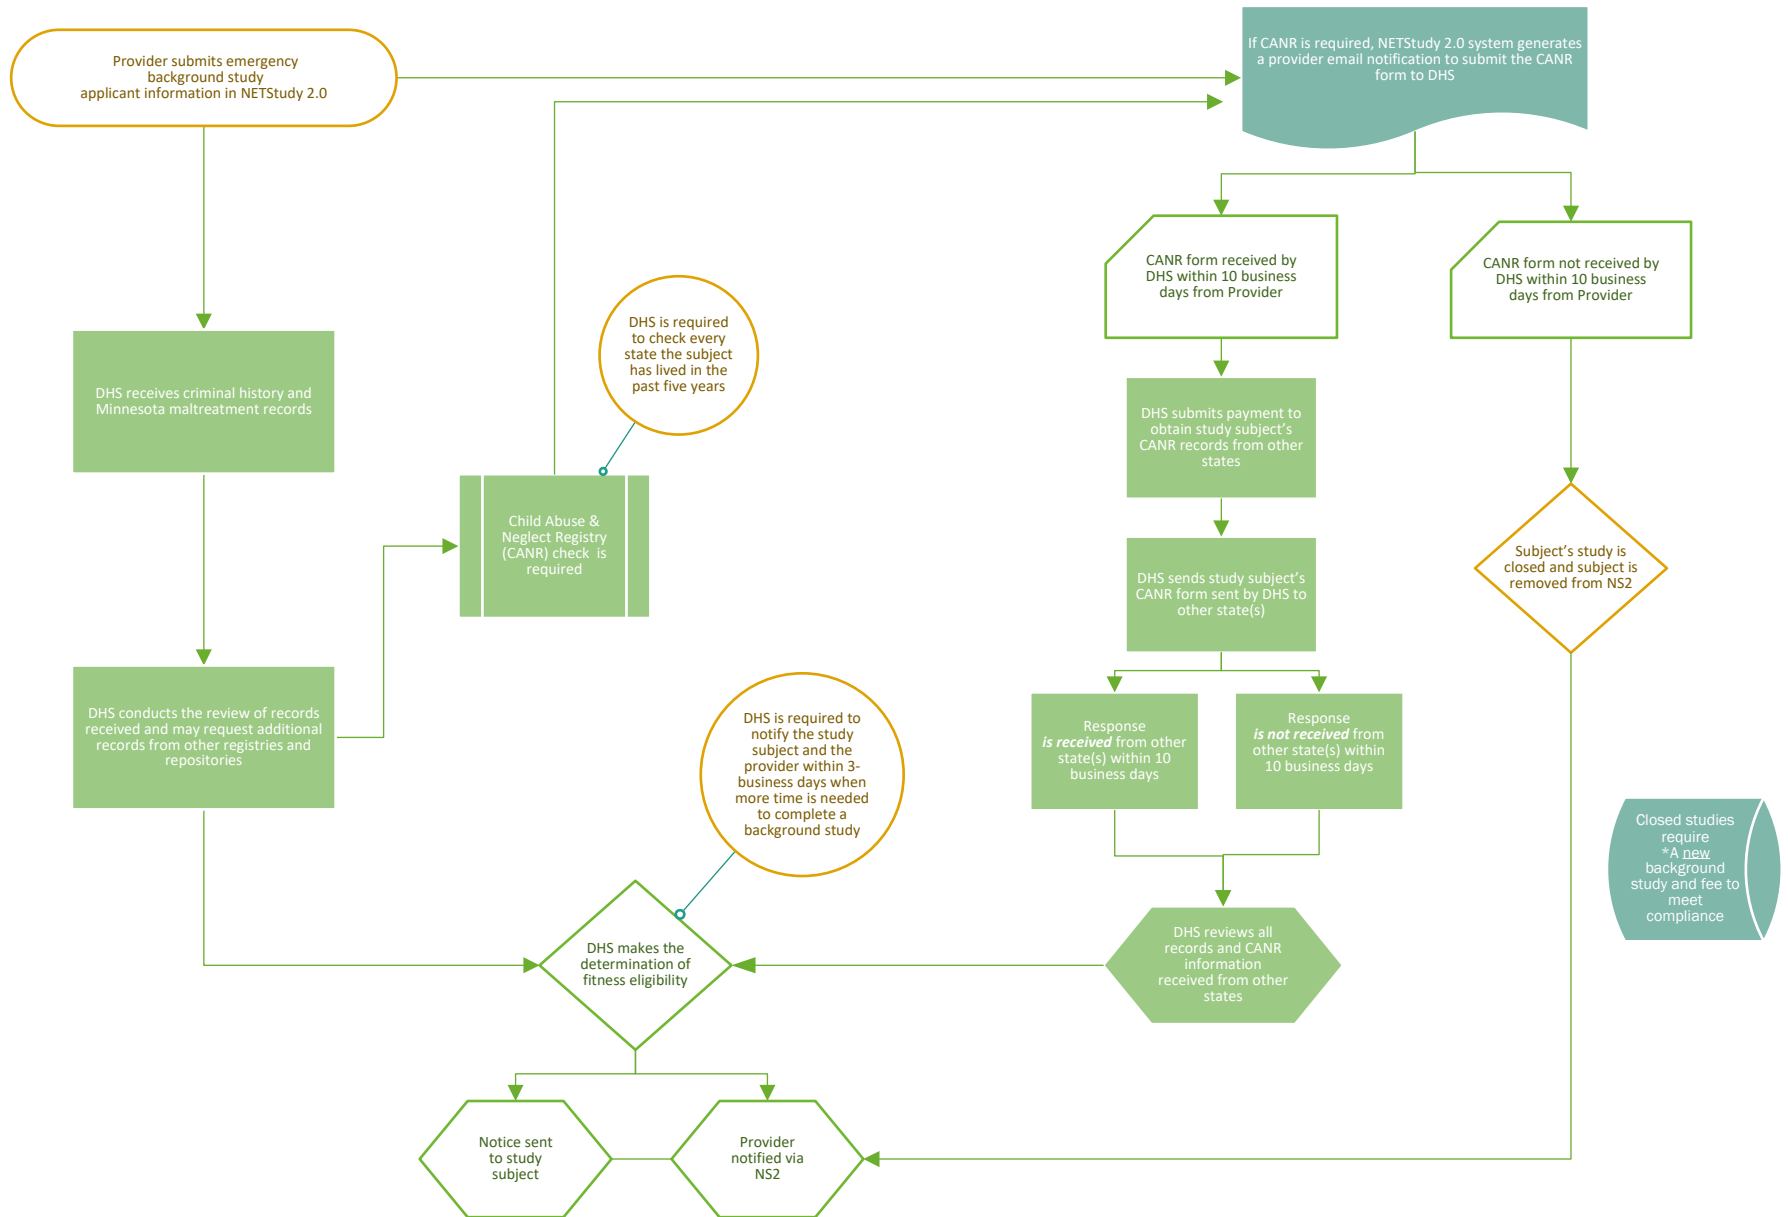 Provider submits emergency
background study
applicant information in NETStudy 2.0
If CANR is required, NETStudy 2.0 system generates
a provider email notification to submit the CANR
form to DHS
CANR form received by
DHS within 10 business
days from Provider
CANR form not received by
DHS within 10 business
days from Provider
DHS is required
to check every
state the subject
has lived in the
past five years
DHS receives criminal history and
Minnesota maltreatment records
DHS submits payment to
obtain study subject's
CANR records from other
states
Child Abuse &
Neglect Registry
(CANR) check is
required
Subject's study is
closed and subject is
removed from NS2
DHS sends study subject's
CANR form sent by DHS to
other state(s)
DHS conducts the review of records
received and may request additional
records from other registries and
repositories
DHS is required to
notify the study
subject and the
provider within 3-
business days when
more time is needed
to complete a
background study
Response
is received from other
state(s) within 10
business days
Response
is not received from
other state(s) within
10 business days
Closed studies
require
*A new
background
study and fee to
meet
compliance
DHS makes the
determination of
fitness eligibility
DHS reviews all
records and CANR
information
received from other
states
Notice sent
to study
subject
Provider
notified via
NS2